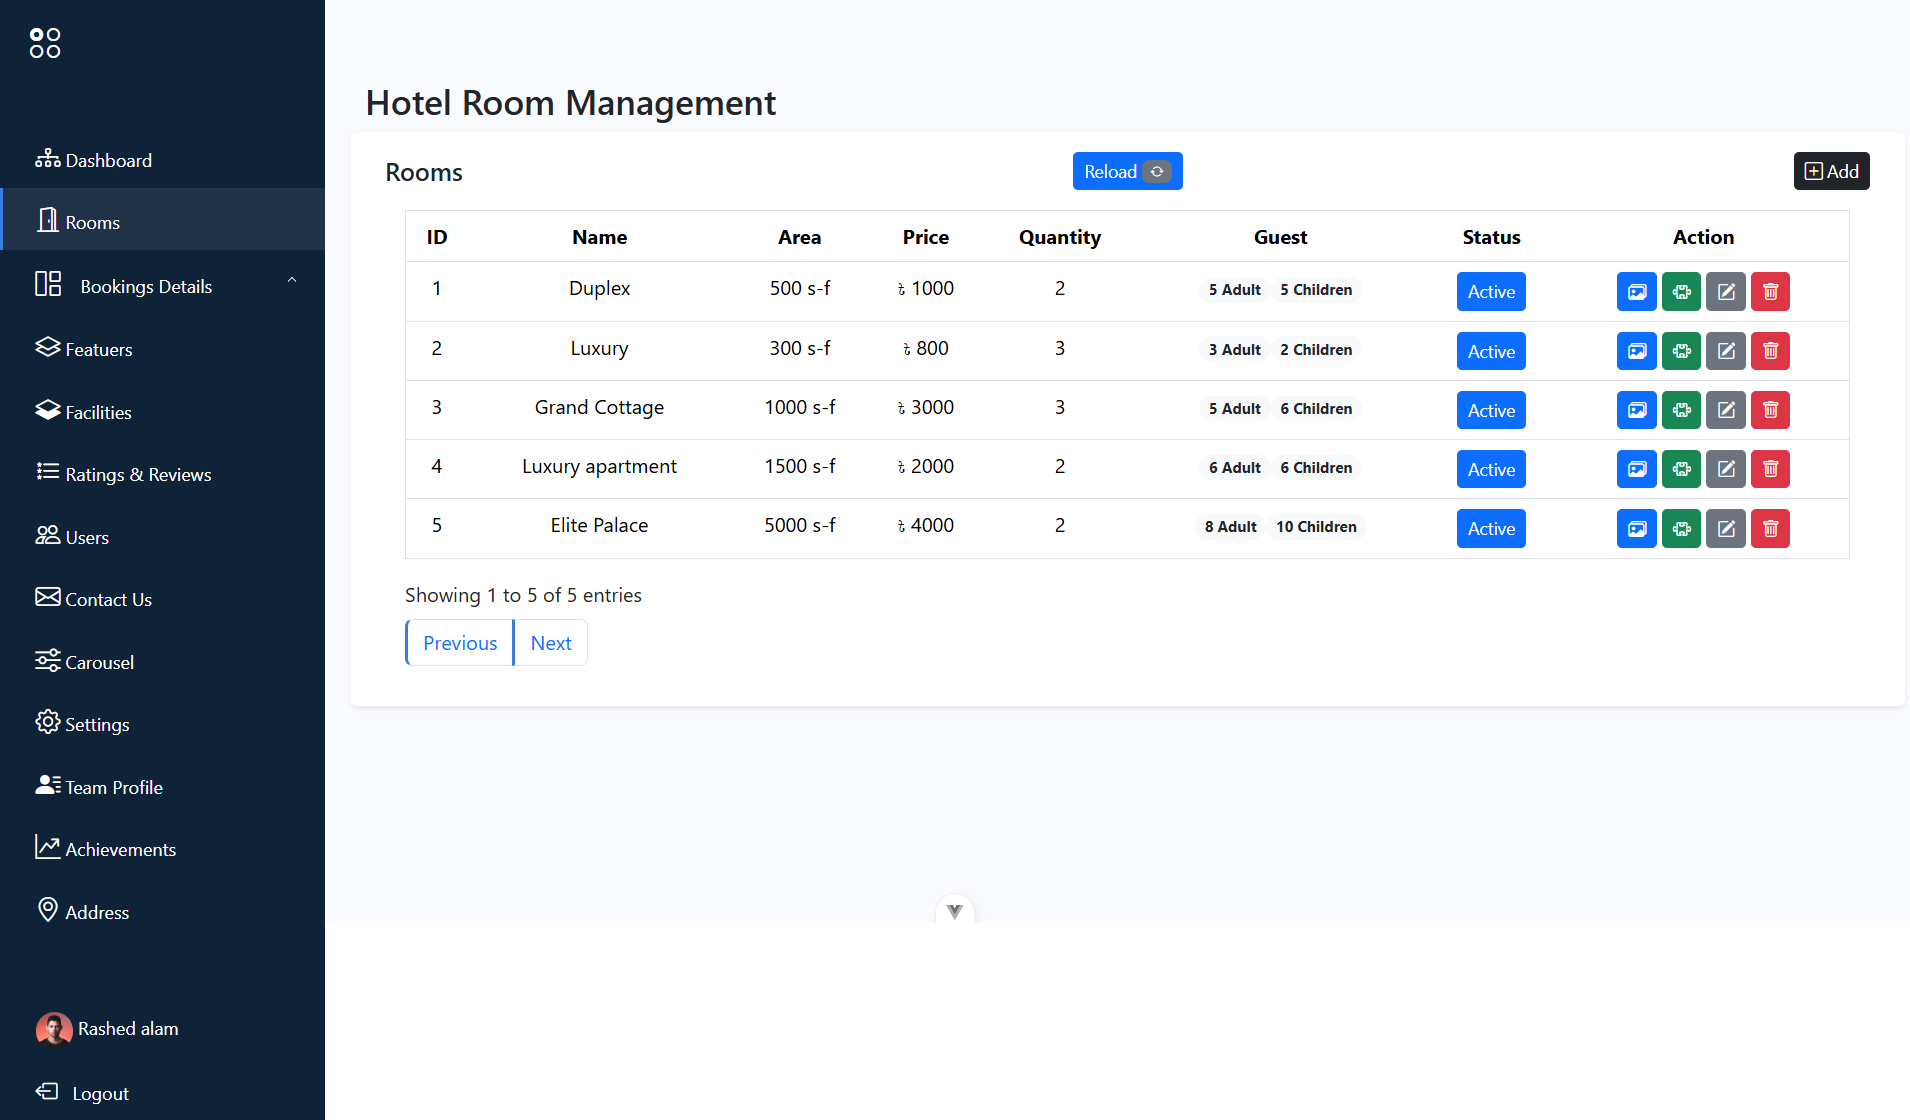 Dashboard
Rooms
Bookings Details
Featuers
Facilities
Ratings & Reviews
Users
Contact Us
Carousel
Settings
Team Profile
Achievements
Address
Rashed alam
Logout
Hotel Room Management
Rooms
Reload
Add
ID Name Area Price Quantity Guest Status Action
1 Duplex 500 s-f ৳ 1000 2 5 Adult 5 Children Active
2 Luxury 300 s-f ৳ 800 3 3 Adult 2 Children Active
3 Grand Cottage 1000 s-f ৳ 3000 3 5 Adult 6 Children Active
4 Luxury apartment 1500 s-f ৳ 2000 2 6 Adult 6 Children Active
5 Elite Palace 5000 s-f ৳ 4000 2 8 Adult 10 Children Active
Showing 1 to 5 of 5 entries
Previous Next